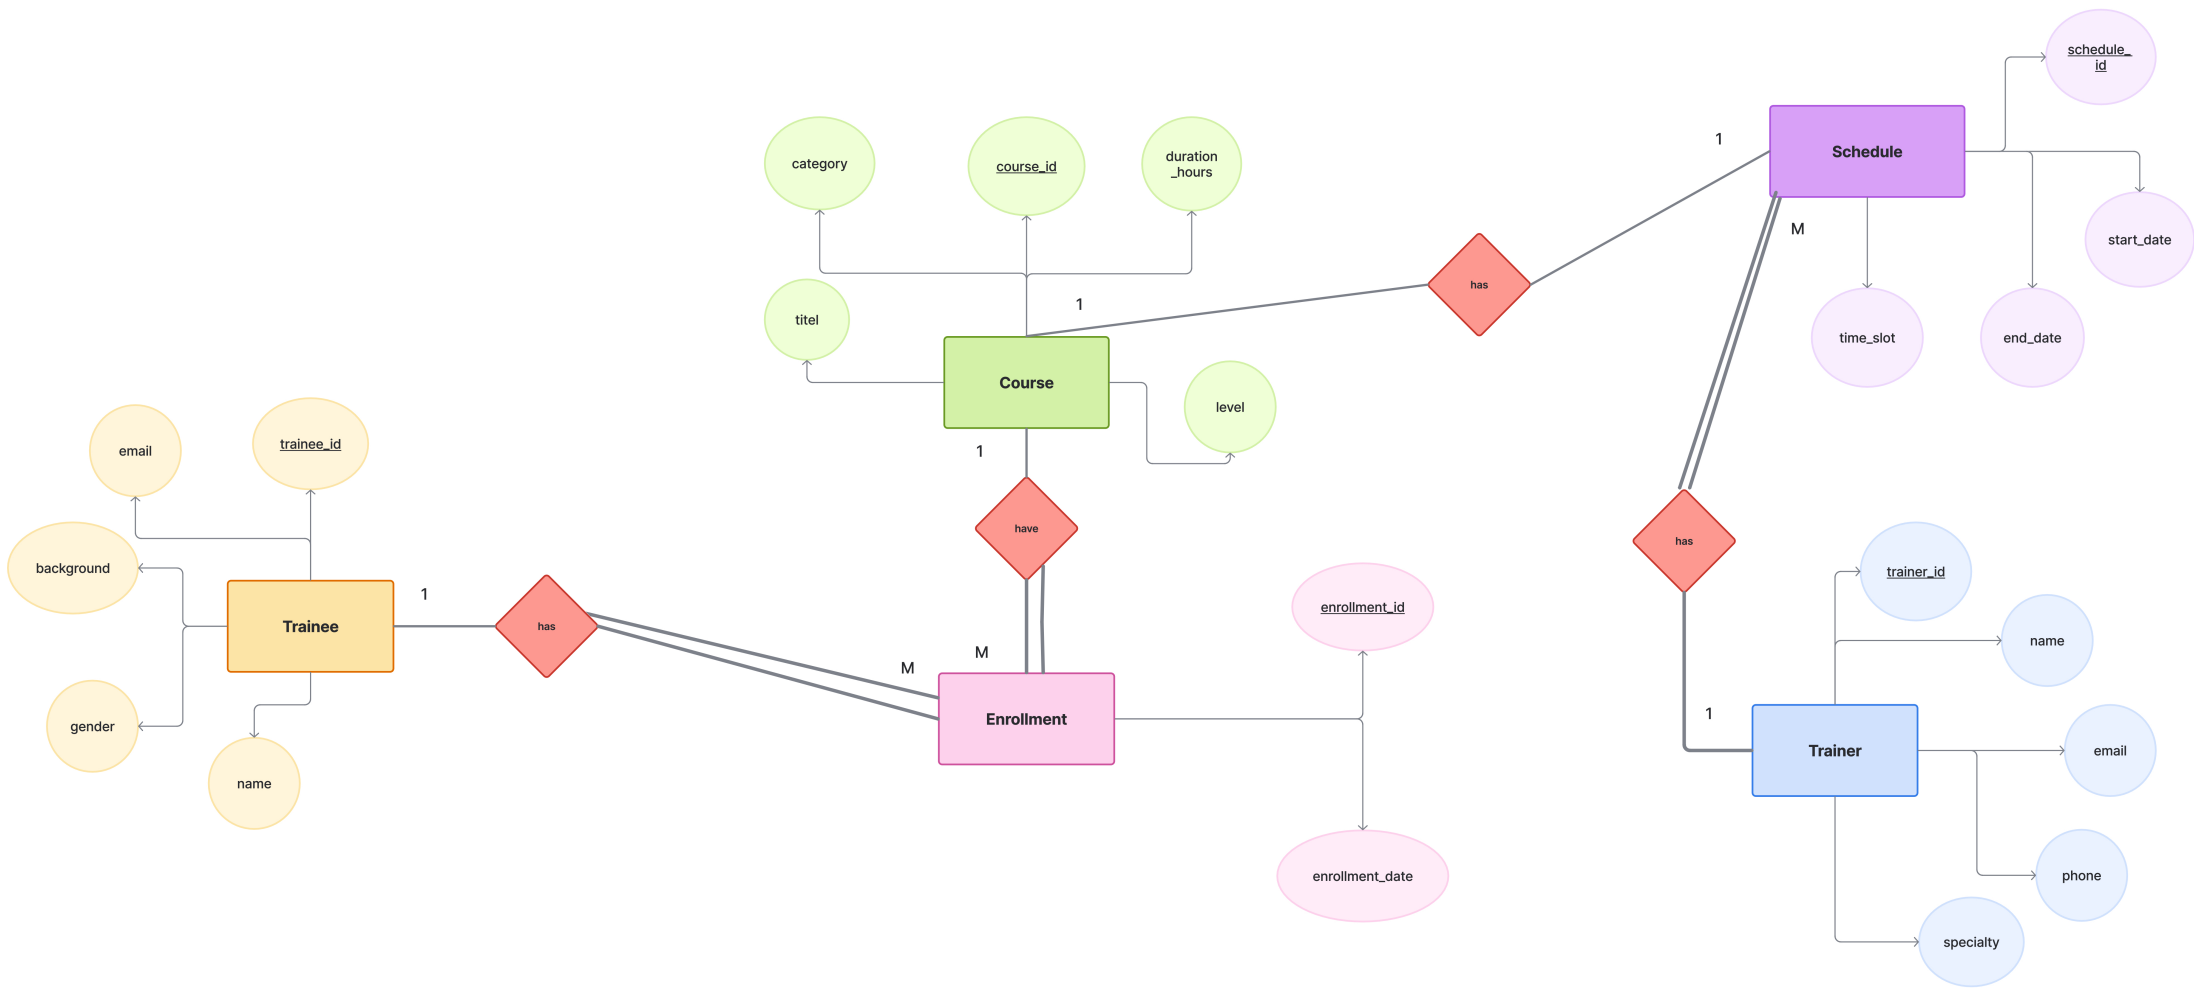 schedule_
id
1
Schedule
category
course_id
duration
_hours
M
start_date
has
1
titel
time_slot
end_date
Course
level
email
trainee_id
1
have
has
background
trainer_id
1
Trainee
has
enrollment_id
name
M
M
1
gender
Enrollment
Trainer
email
name
enrollment_date
phone
specialty